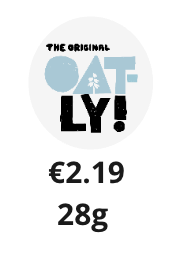 THE ORIGINAL
OAT-
LY!
€2.19
28g